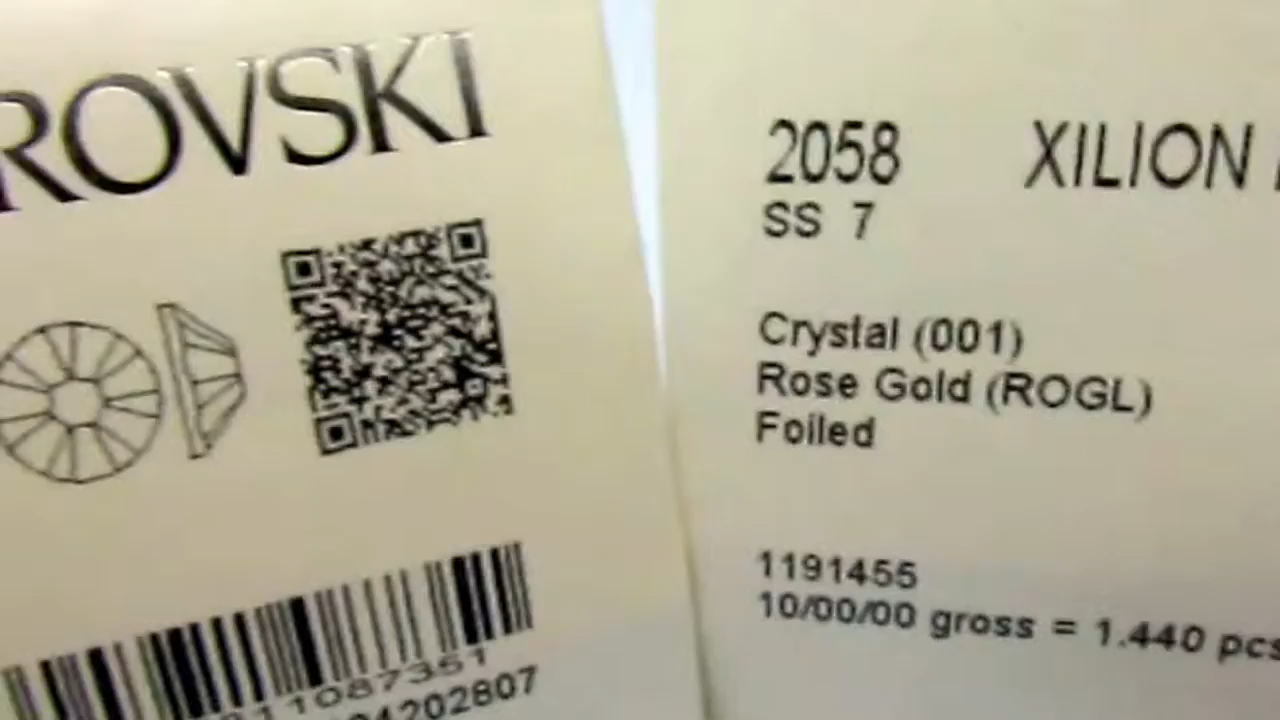 ROVSKI
11087351
04202807
2058 XILION
SS 7
Crystal (001)
Rose Gold (ROGL)
Foiled
1191455
10/00/00 gross = 1.440 pcs